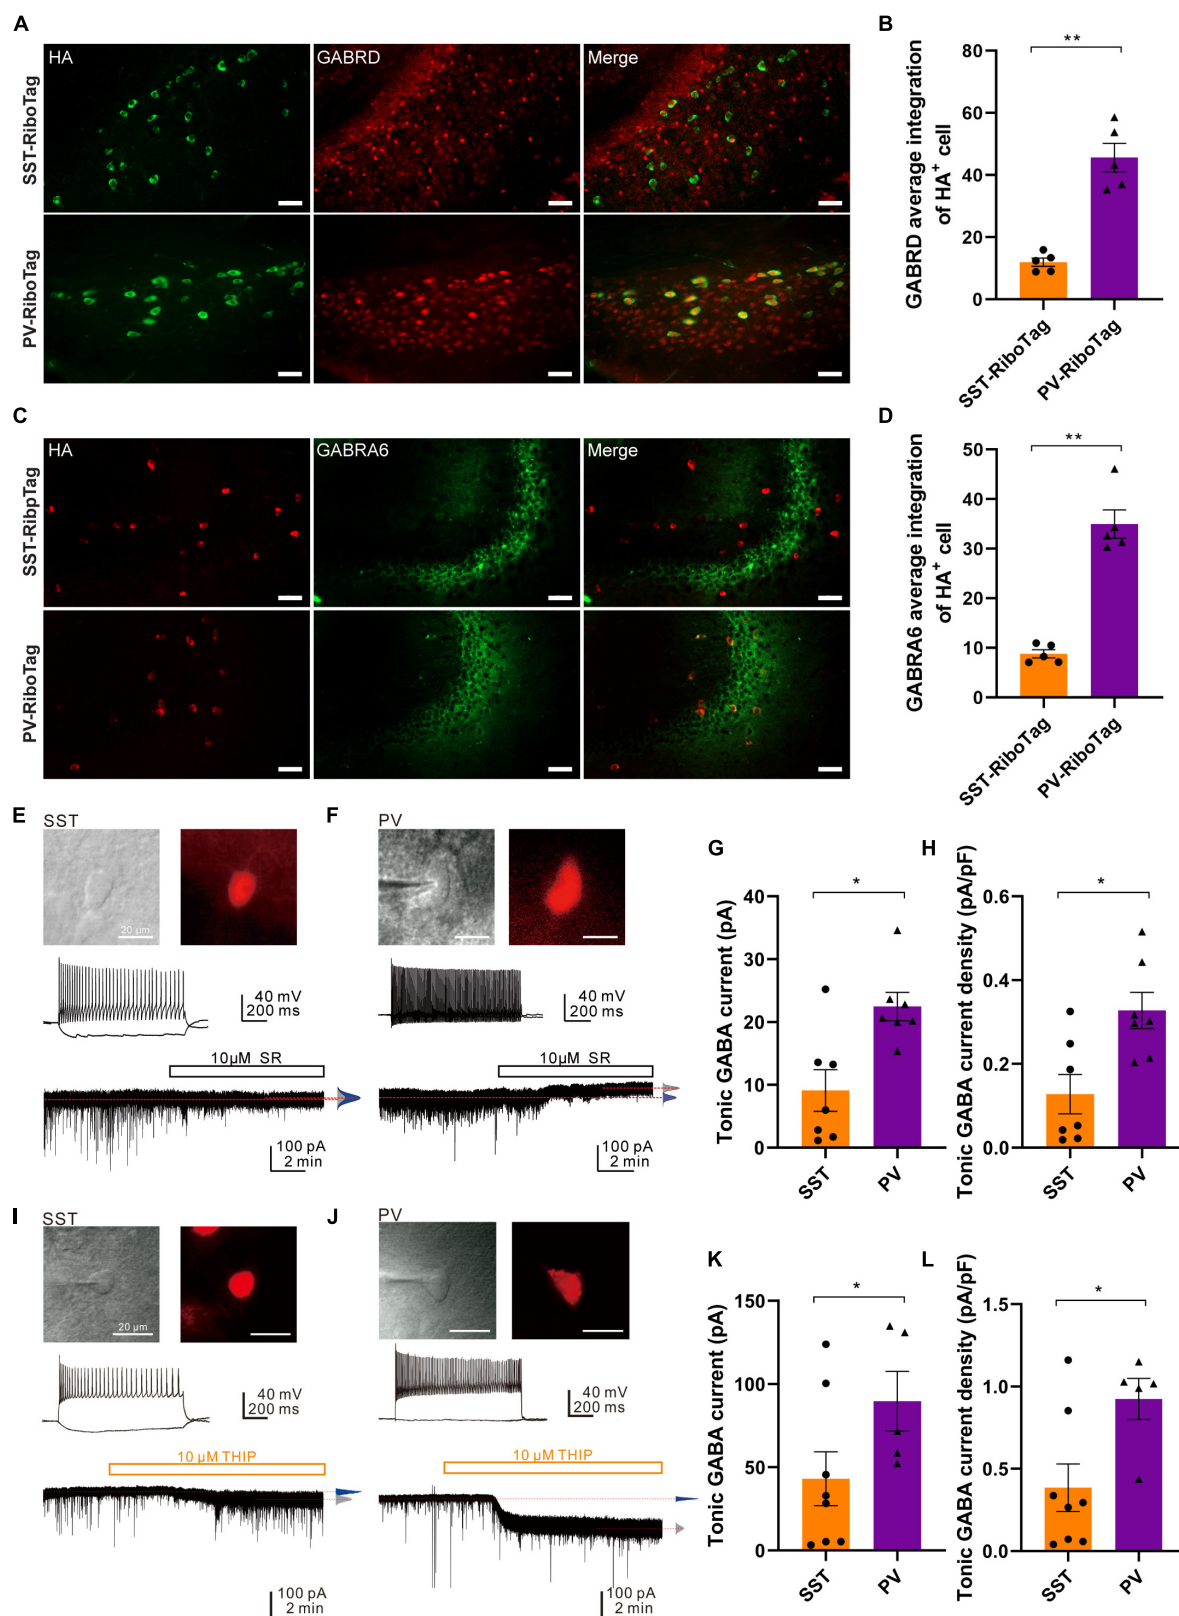 A
HA
GABRD
Merge
SST-RiboTag
PV-RiboTag
B
GABRD average integration
of HA+ cell
80
60
40
20
0
**
SST-RiboTag
PV-RiboTag
C
HA
GABRA6
Merge
SST-RibpTag
PV-RiboTag
D
GABRA6 average integration
of HA+ cell
50
40
30
20
10
0
**
SST-RiboTag
PV-RiboTag
E
SST
20 µm
40 mV
200 ms
10µM SR
100 pA
2 min
F
PV
40 mV
200 ms
10µM SR
100 pA
2 min
G
Tonic GABA current (pA)
40
30
20
10
0
*
SST
PV
H
Tonic GABA current density (pA/pF)
0.6
0.4
0.2
0.0
*
SST
PV
I
SST
20 µm
40 mV
200 ms
10 µM THIP
100 pA
2 min
J
PV
40 mV
200 ms
10 µM THIP
100 pA
2 min
K
Tonic GABA current (pA)
150
100
50
0
*
SST
PV
L
Tonic GABA current density (pA/pF)
1.5
1.0
0.5
0.0
*
SST
PV